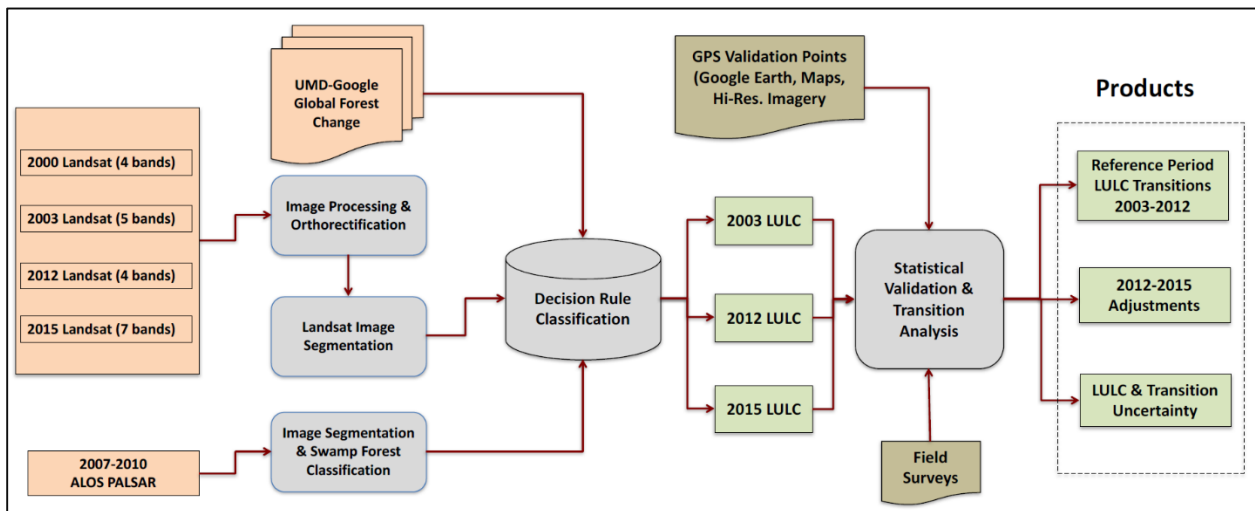 UMD-Google
Global Forest
Change
GPS Validation Points
(Google Earth, Maps,
Hi-Res. Imagery
Products
2000 Landsat (4 bands)
2003 Landsat (5 bands)
2012 Landsat (4 bands)
2015 Landsat (7 bands)
Image Processing &
Orthorectification
Landsat Image
Segmentation
2007-2010
ALOS PALSAR
Image Segmentation
& Swamp Forest
Classification
Decision Rule
Classification
2003 LULC
2012 LULC
2015 LULC
Statistical
Validation &
Transition
Analysis
Field
Surveys
Reference Period
LULC Transitions
2003-2012
2012-2015
Adjustments
LULC & Transition
Uncertainty